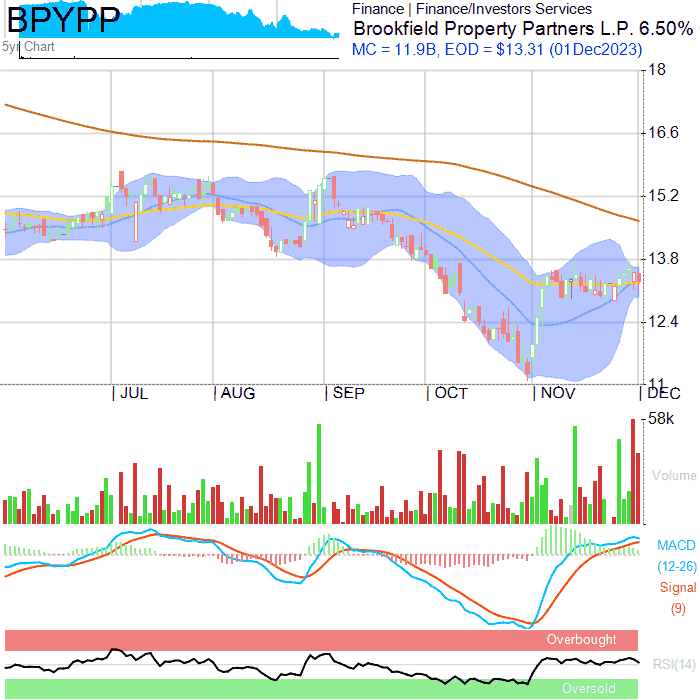 BPYPP
5yr Chart
Finance | Finance/Investors Services
Brookfield Property Partners L.P. 6.50%
MC = 11.9B, EOD = $13.31 (01Dec2023)
18
16.6
15.2
13.8
12.4
11
JUL AUG SEP OCT NOV DEC
58k
Volume
MACD
(12-26)
Signal
(9)
Overbought
RSI(14)
Oversold